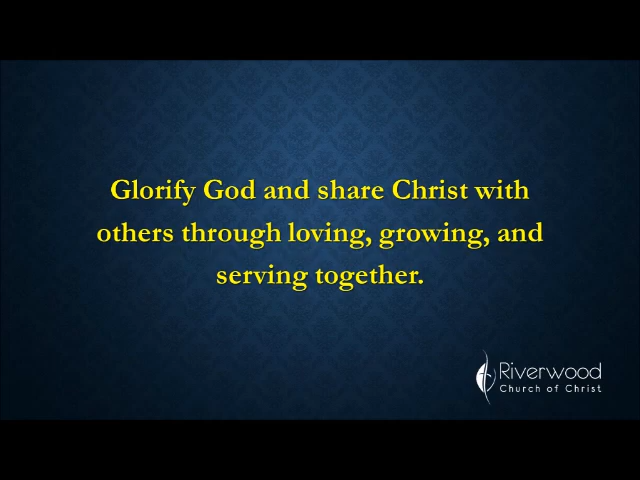 Glorify God and share Christ with
others through loving, growing, and
serving together.
Riverwood
Church of Christ